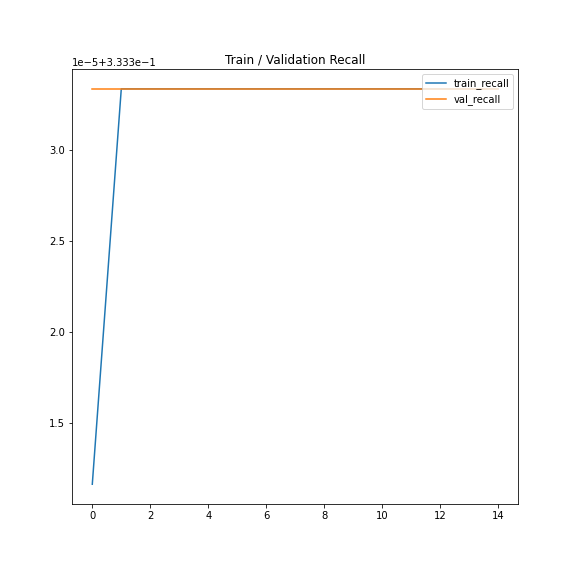 Train / Validation Recall
1e−5+3.333e−1
train_recall
val_recall
3.0
2.5
2.0
1.5
0 2 4 6 8 10 12 14